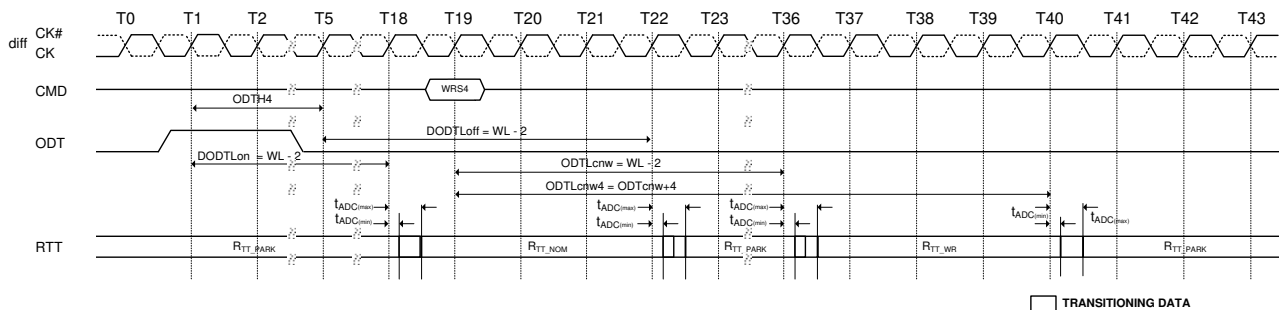 T0 T1 T2 T5 T18 T19 T20 T21 T22 T23 T36 T37 T38 T39 T40 T41 T42 T43
diff CK#
CK
CMD WRS4
ODTH4
ODT DODTLoff = WL - 2
DODTLon = WL - 2 ODTLcnw = WL - 2
ODTLcnw4 = ODTcnw+4
tADC(max) tADC(max) tADC(max)
tADC(min) tADC(min) tADC(min) tADC(min) tADC(max)
RTT RTT_PARK RTT_NOM RTT_PARK RTT_WR RTT_PARK
TRANSITIONING DATA